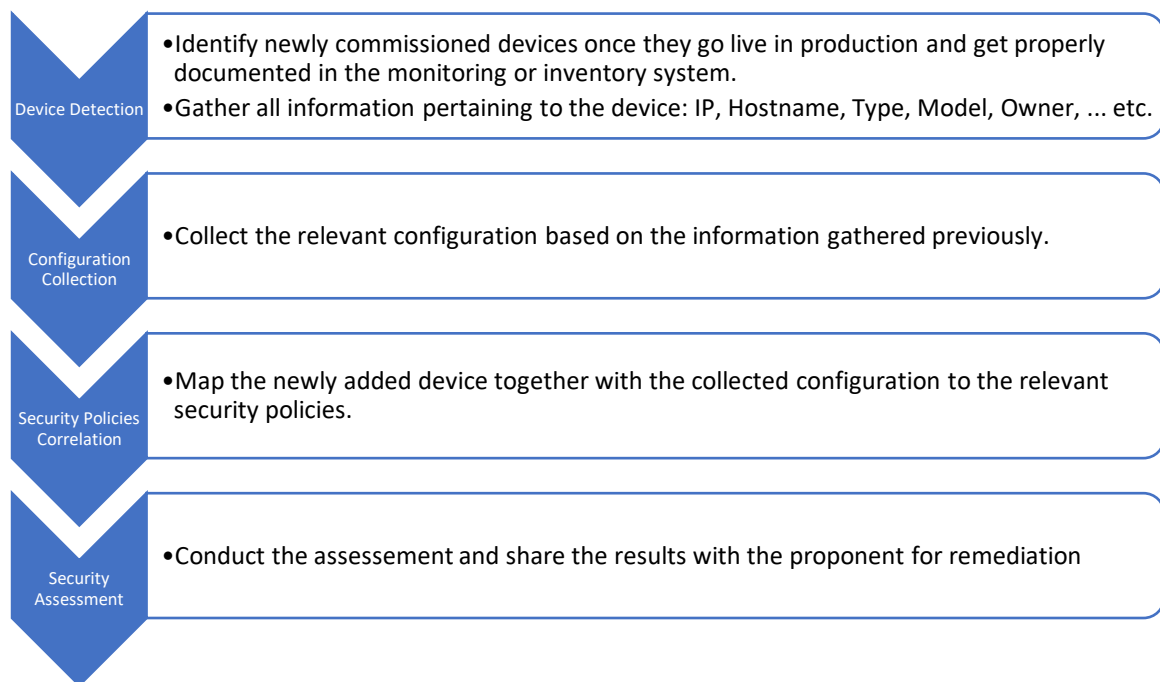 Device Detection
•Identify newly commissioned devices once they go live in production and get properly
documented in the monitoring or inventory system.
•Gather all information pertaining to the device: IP, Hostname, Type, Model, Owner, ... etc.
Configuration
Collection
•Collect the relevant configuration based on the information gathered previously.
Security Policies
Correlation
•Map the newly added device together with the collected configuration to the relevant
security policies.
Security
Assessment
•Conduct the assessement and share the results with the proponent for remediation